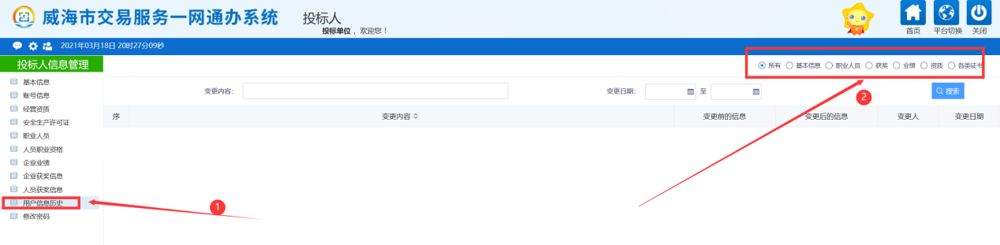 威海市交易服务一网通办系统
投标人
投标单位，欢迎您！
首页 平台切换 关闭
2021年03月18日 20时27分09秒
投标人信息管理
所有 基本信息 职业人员 获奖 业绩 资质 各类证书
基本信息
账号信息
经营资质
安全生产许可证
职业人员
人员职业资格
企业业绩
企业获奖信息
人员获奖信息
用户信息历史
修改密码
变更内容： 变更日期： 至 搜索
2
序 变更内容 变更前的信息 变更后的信息 变更人 变更日期
1